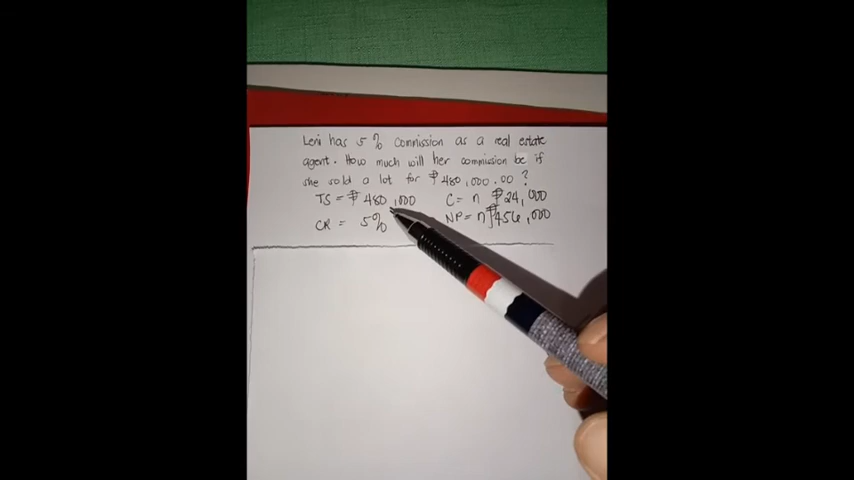 Leni has 5% commission as a real estate
agent. How much will her commission be if
she sold a lot for ₱480,000.00?
TS = ₱480,000 C = n ₱24,000
CR = 5% NP = n ₱456,000